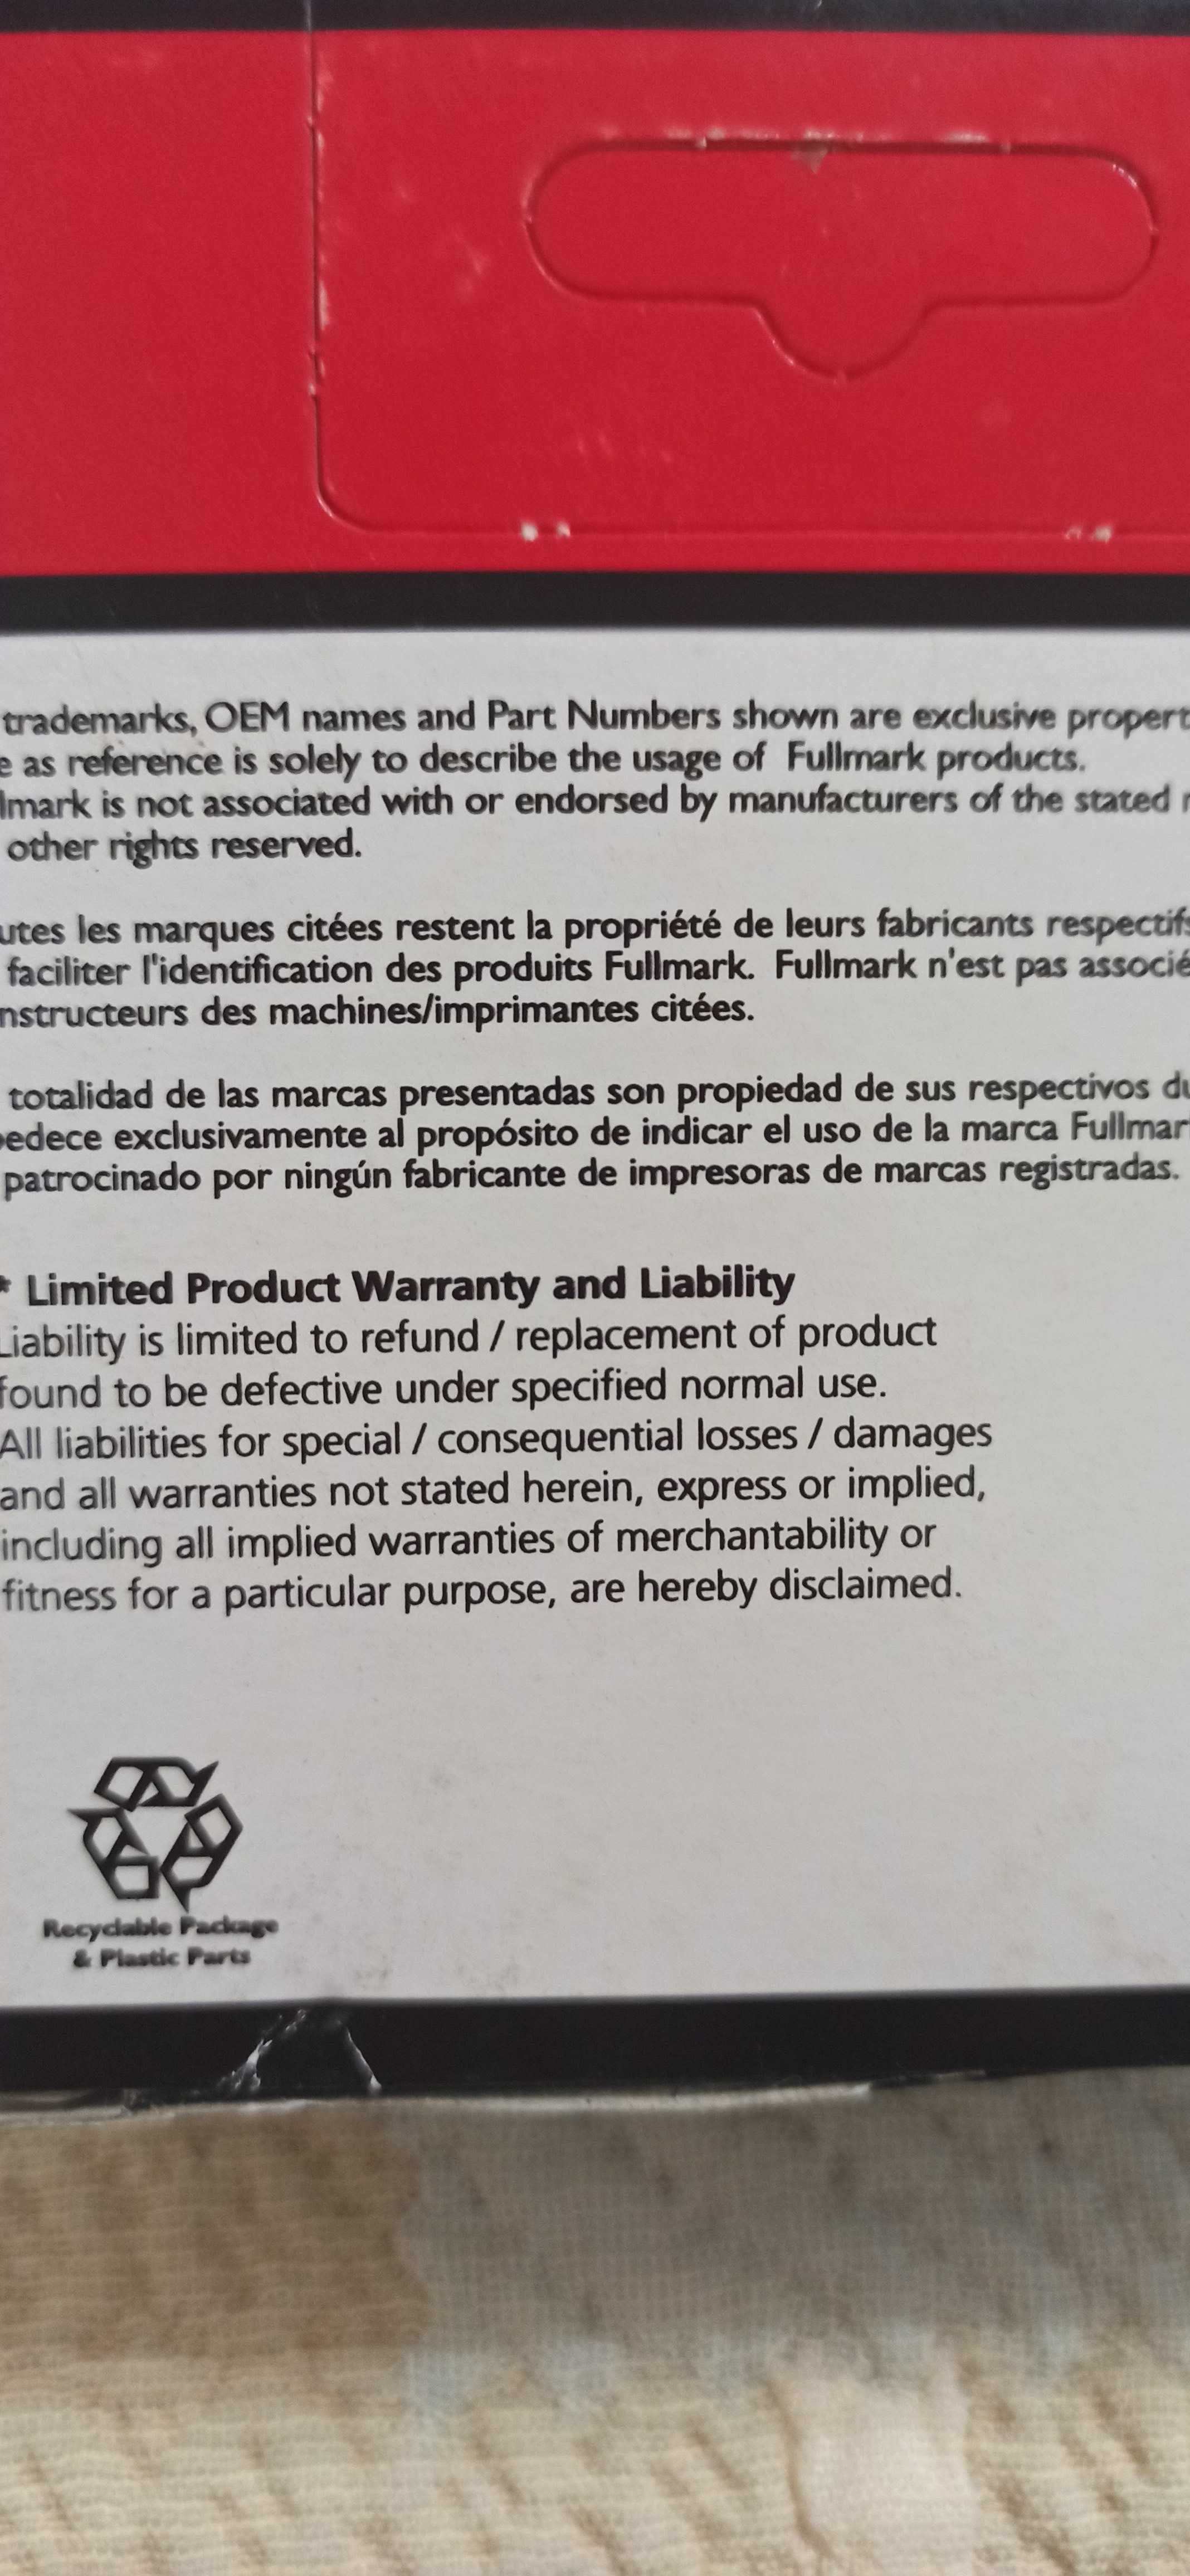 trademarks, OEM names and Part Numbers shown are exclusive
as reference is solely to describe the usage of Fullmark products.
is not associated with or endorsed by manufacturers of the stated
other rights reserved.
les marques citées restent la propriété de leurs fabricants respectifs
faciliter l'identification des produits Fullmark. Fullmark n'est pas associé
des machines/imprimantes citées.
totalidad de las marcas presentadas son propiedad de sus respectivos
exclusivamente al propósito de indicar el uso de la marca
patrocinado por ningún fabricante de impresoras de marcas registradas.
* Limited Product Warranty and Liability
Liability is limited to refund / replacement of product
found to be defective under specified normal use.
All liabilities for special / consequential losses / damages
and all warranties not stated herein, express or implied,
including all implied warranties of merchantability or
fitness for a particular purpose, are hereby disclaimed.
Recyclable Package
& Plastic Parts